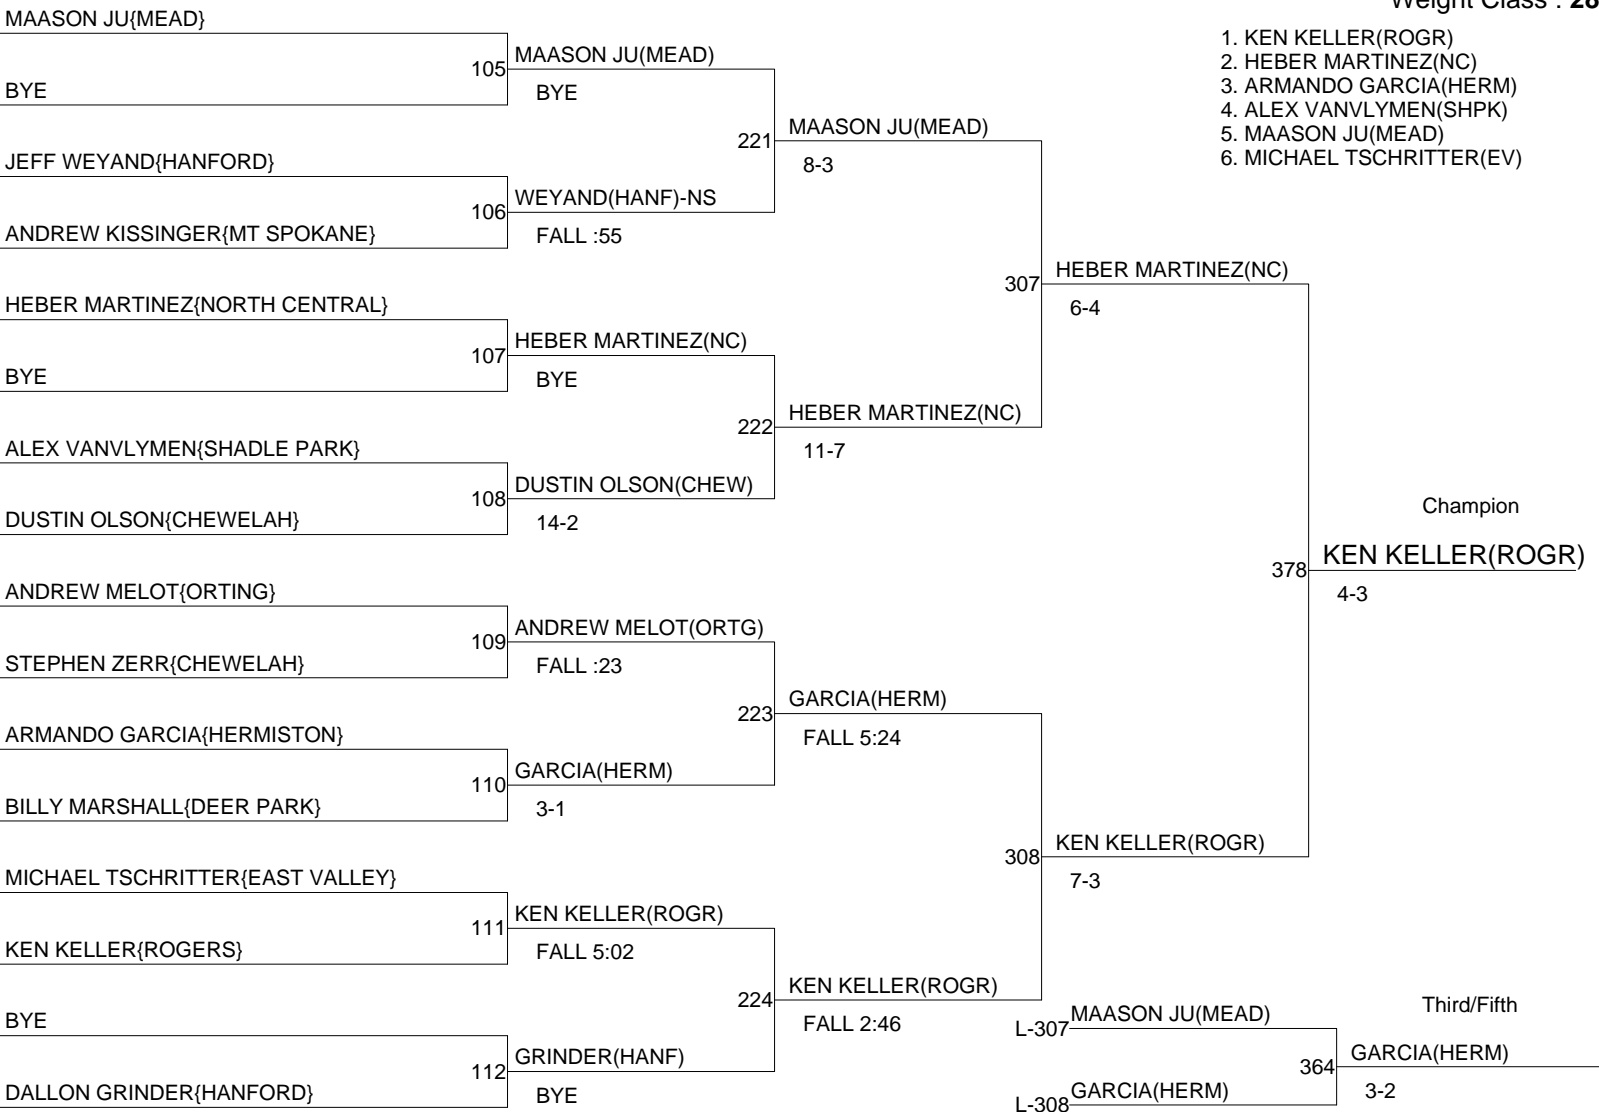 Weight Class : 28
1. KEN KELLER(ROGR)
2. HEBER MARTINEZ(NC)
3. ARMANDO GARCIA(HERM)
4. ALEX VANVLYMEN(SHPK)
5. MAASON JU(MEAD)
6. MICHAEL TSCHRITTER(EV)
MAASON JU{MEAD}
BYE
JEFF WEYAND{HANFORD}
ANDREW KISSINGER{MT SPOKANE}
HEBER MARTINEZ{NORTH CENTRAL}
BYE
ALEX VANVLYMEN{SHADLE PARK}
DUSTIN OLSON{CHEWELAH}
ANDREW MELOT{ORTING}
STEPHEN ZERR{CHEWELAH}
ARMANDO GARCIA{HERMISTON}
BILLY MARSHALL{DEER PARK}
MICHAEL TSCHRITTER{EAST VALLEY}
KEN KELLER{ROGERS}
BYE
DALLON GRINDER{HANFORD}
105 MAASON JU(MEAD)
BYE
106 WEYAND(HANF)-NS
FALL :55
107 HEBER MARTINEZ(NC)
BYE
108 DUSTIN OLSON(CHEW)
14-2
109 ANDREW MELOT(ORTG)
FALL :23
110 GARCIA(HERM)
3-1
111 KEN KELLER(ROGR)
FALL 5:02
112 GRINDER(HANF)
BYE
221 MAASON JU(MEAD)
8-3
222 HEBER MARTINEZ(NC)
11-7
223 GARCIA(HERM)
FALL 5:24
224 KEN KELLER(ROGR)
FALL 2:46
307 HEBER MARTINEZ(NC)
6-4
308 KEN KELLER(ROGR)
7-3
Champion
378 KEN KELLER(ROGR)
4-3
Third/Fifth
L-307 MAASON JU(MEAD)
L-308 GARCIA(HERM)
364 GARCIA(HERM)
3-2